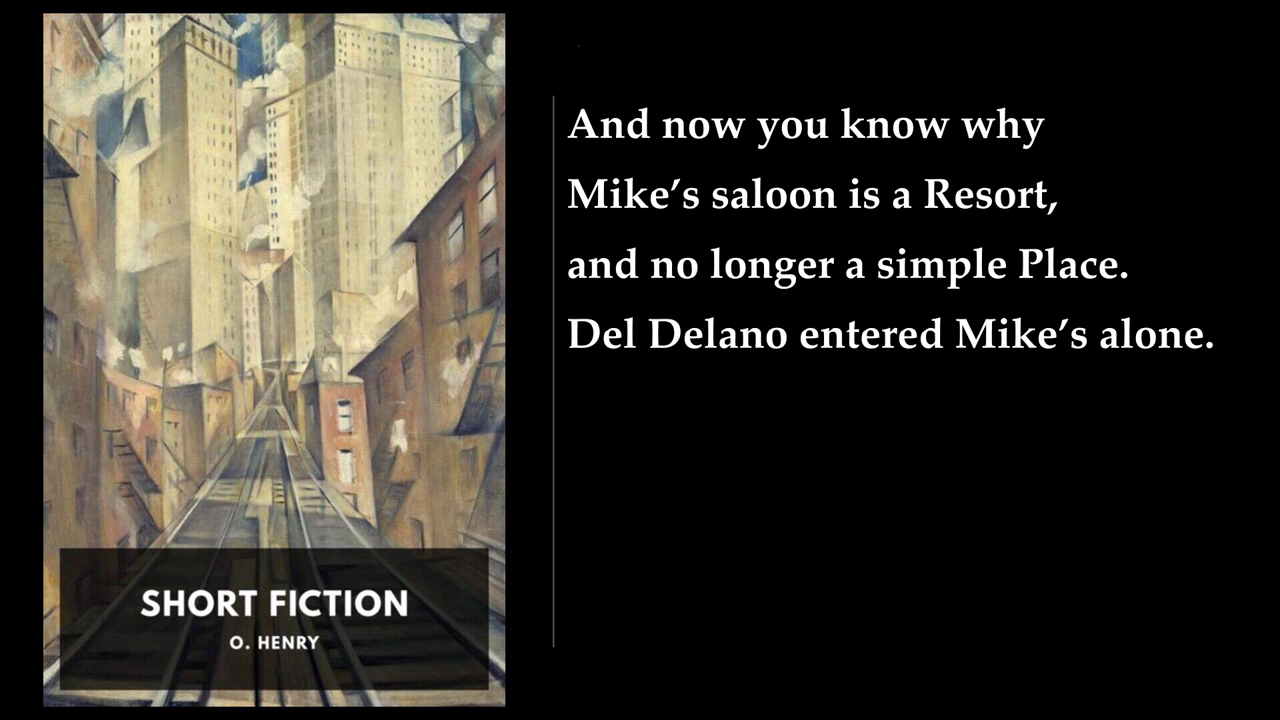 SHORT FICTION
O. HENRY
And now you know why
Mike’s saloon is a Resort,
and no longer a simple Place.
Del Delano entered Mike’s alone.